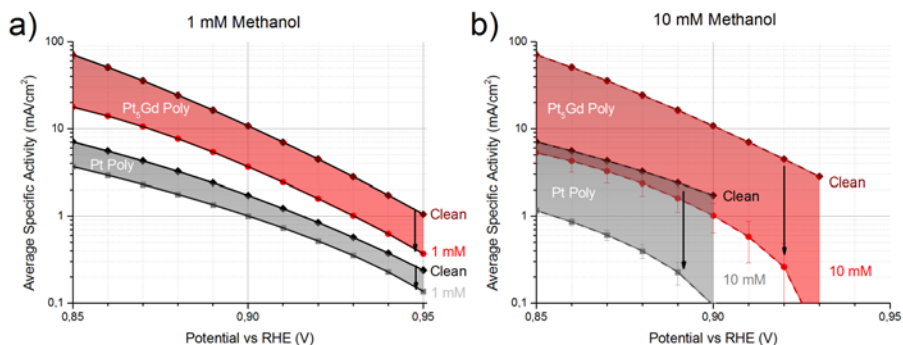 a)
1 mM Methanol
Average Specific Activity (mA/cm²)
100
10
1
0,1
Pt₅Gd Poly
Pt Poly
Clean
1 mM
Clean
1 mM
0,85
0,90
0,95
Potential vs RHE (V)
b)
10 mM Methanol
Average Specific Activity (mA/cm²)
100
10
1
0,1
Pt₅Gd Poly
Pt Poly
Clean
Clean
10 mM
10 mM
0,85
0,90
0,95
Potential vs RHE (V)